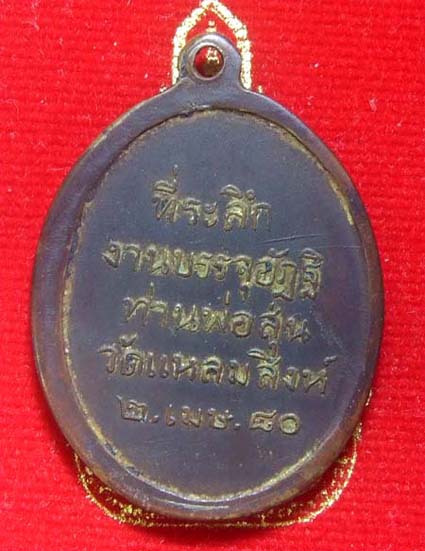 ที่ระลึก
งานบรรจุอัฏฐิ
ท่านพ่อสุ่น
วัดแหลมสิงห์
๒.เมษ.๘๐